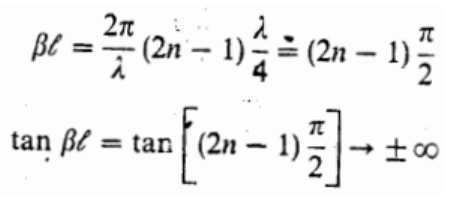 βℓ = 2π/λ (2n − 1) λ/4 = (2n − 1) π/2
tan βℓ = tan [(2n − 1) π/2] → ± ∞